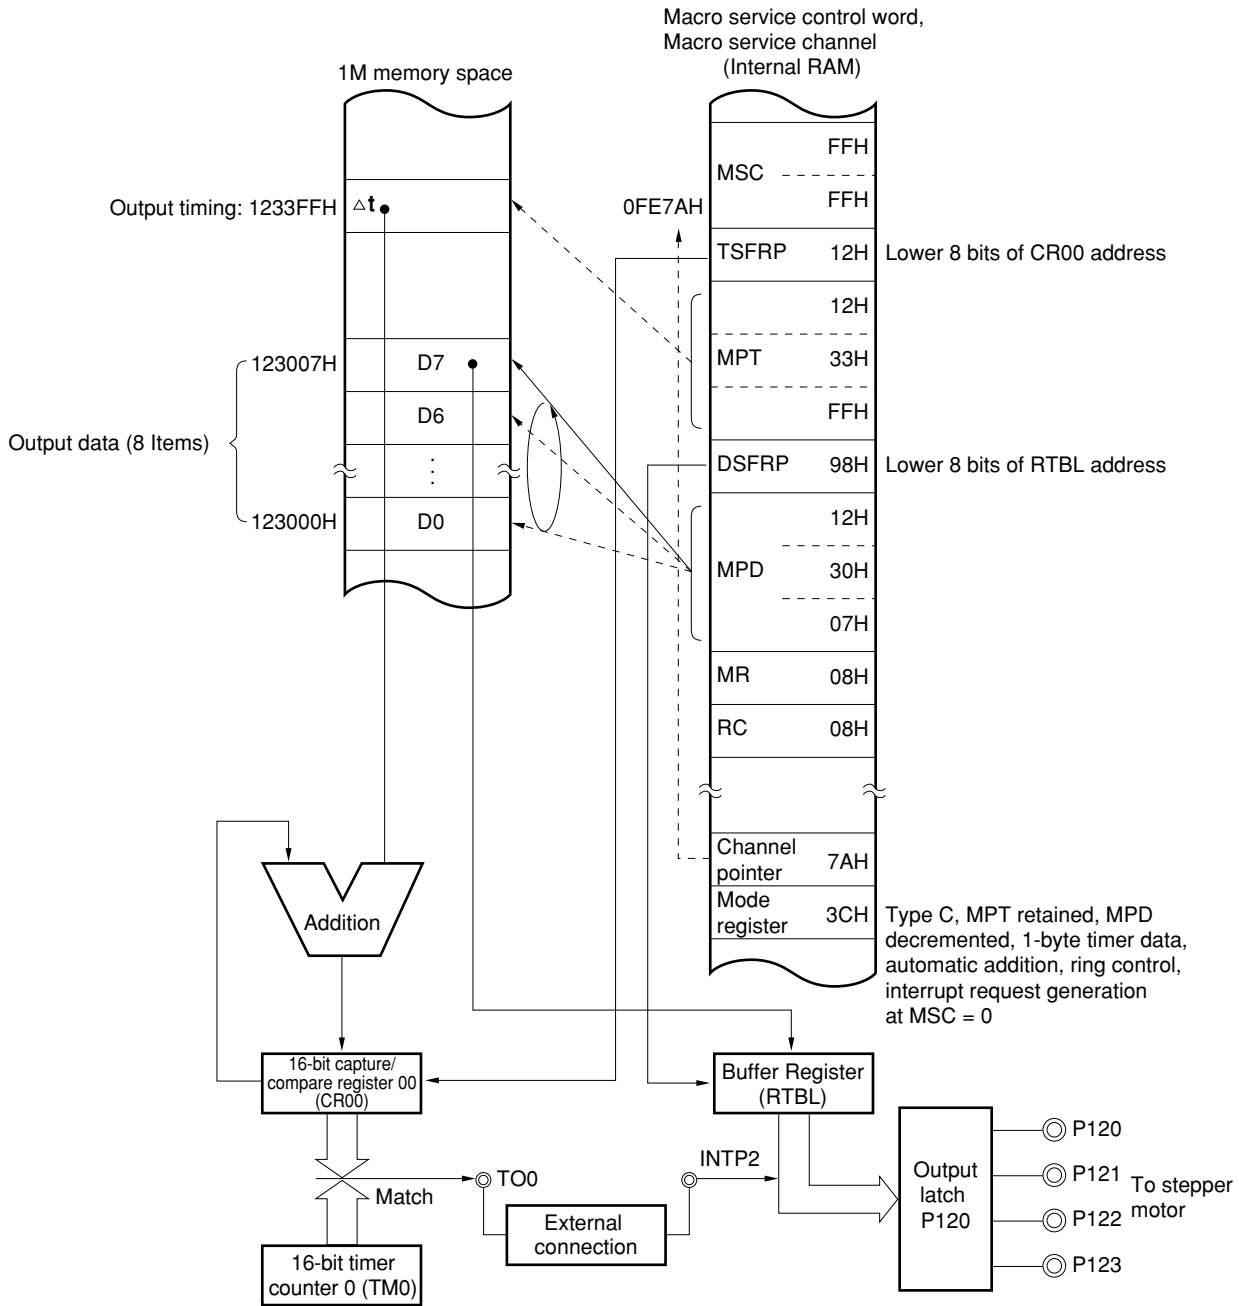 Macro service control word,
Macro service channel
(Internal RAM)
1M memory space
FFH
MSC
FFH
Output timing: 1233FFH
△t
0FE7AH
TSFRP 12H Lower 8 bits of CR00 address
12H
MPT 33H
FFH
123007H D7
D6
Output data (8 Items)
⋮
DSFRP 98H Lower 8 bits of RTBL address
123000H D0
12H
MPD 30H
07H
MR 08H
RC 08H
Channel
pointer 7AH
Mode
register 3CH
Type C, MPT retained, MPD
decremented, 1-byte timer data,
automatic addition, ring control,
interrupt request generation
at MSC = 0
Addition
16-bit capture/
compare register 00
(CR00)
Buffer Register
(RTBL)
Match
TO0
INTP2
External
connection
16-bit timer
counter 0 (TM0)
Output
latch
P120
P120
P121
P122
P123
To stepper
motor